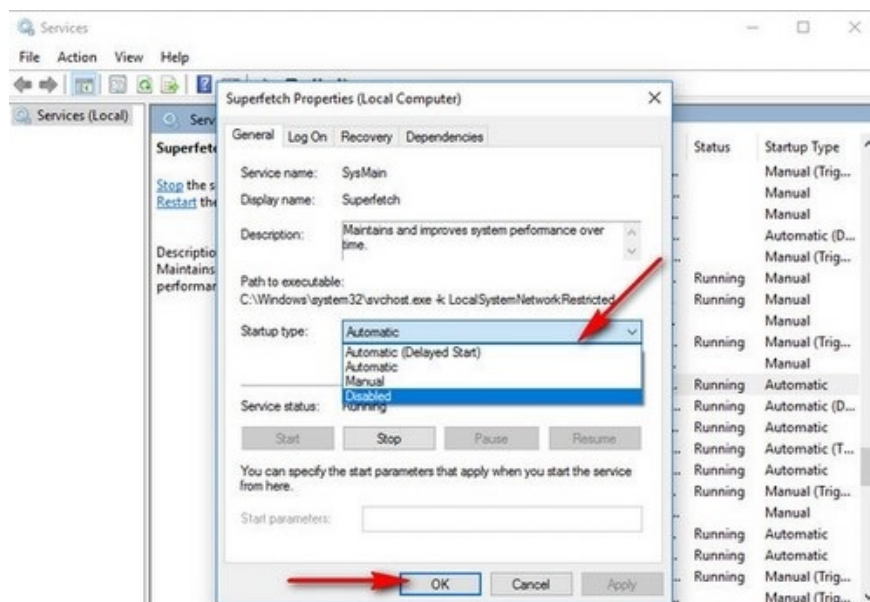 Services
File Action View Help
Services (Local)
Serv
Superfet
Stop the s
Restart the
Descriptio
Maintains
performar
Superfetch Properties (Local Computer)
General Log On Recovery Dependencies
Service name: SysMain
Display name: Superfetch
Description: Maintains and improves system performance over
time.
Path to executable:
C:\Windows\system32\svchost.exe -k LocalSystemNetworkRestricted
Startup type: Automatic
Automatic (Delayed Start)
Automatic
Manual
Disabled
Service status: Running
Start Stop Pause Resume
You can specify the start parameters that apply when you start the service
from here.
Start parameters:
OK Cancel Apply
Status Startup Type
Manual (Trig...
Manual
Manual
Automatic (D...
Manual (Trig...
Running Manual
Running Manual
Manual
Running Manual (Trig...
Manual
Running Automatic
Running Automatic (D...
Running Automatic
Running Automatic (T...
Running Automatic
Running Manual (Trig...
Manual
Running Automatic
Running Automatic
Running Manual (Trig...
Manual (Trig...